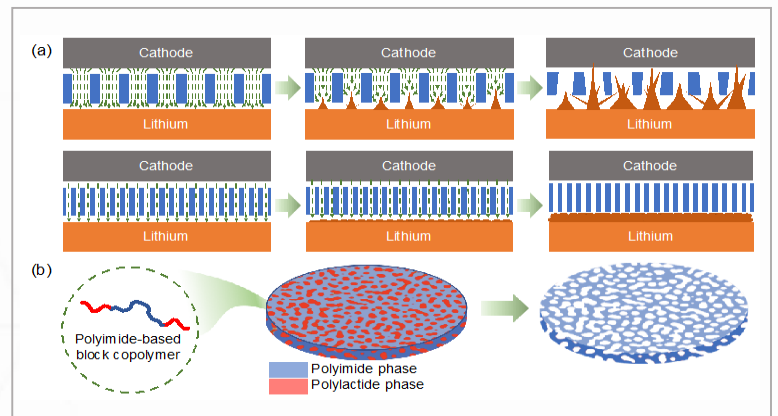 (a)
Cathode
Cathode
Cathode
Lithium
Lithium
Lithium
Cathode
Cathode
Cathode
Lithium
Lithium
Lithium
(b)
Polyimide-based
block copolymer
Polyimide phase
Polylactide phase